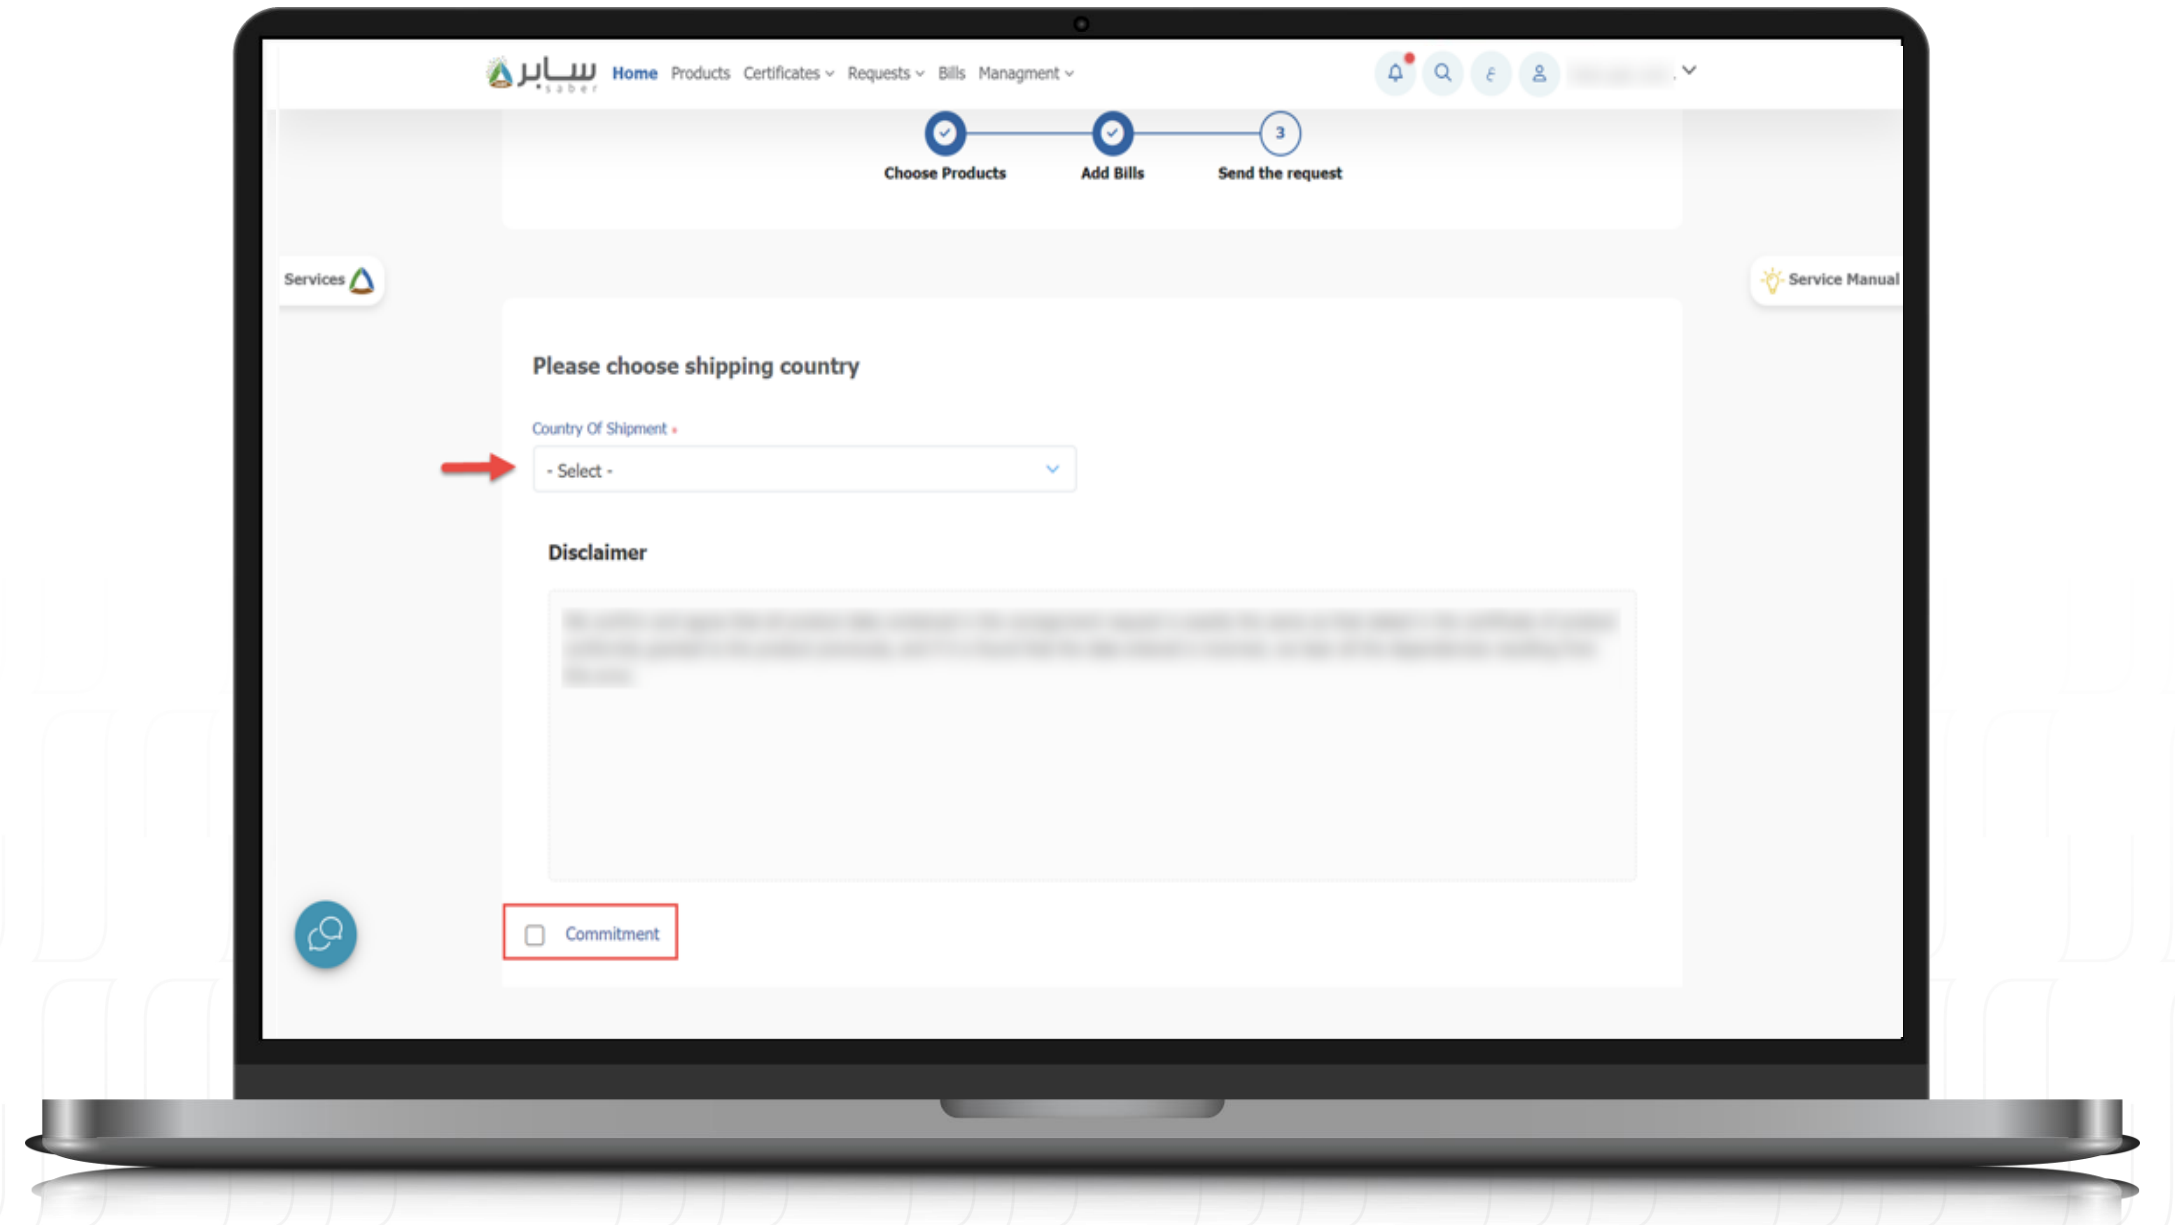 سابر
saber
Home Products Certificates Requests Bills Managment
ع
3
Choose Products Add Bills Send the request
Services
Service Manual
Please choose shipping country
Country Of Shipment *
- Select -
Disclaimer
Commitment